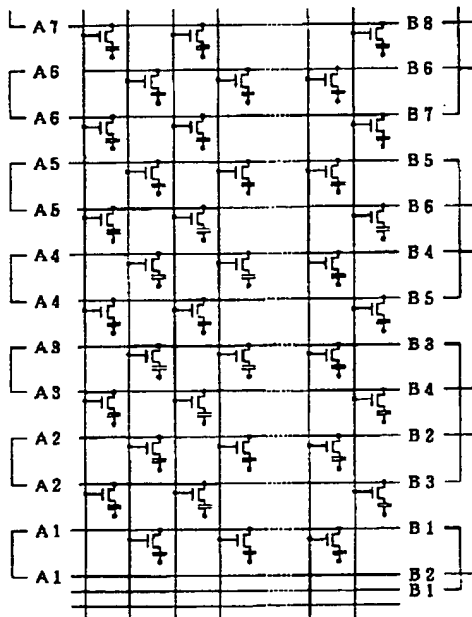 A7 B8
A6 B6
A6 B7
A5 B5
A5 B6
A4 B4
A4 B5
A3 B3
A3 B4
A2 B2
A2 B3
A1 B1
A1 B2
B1